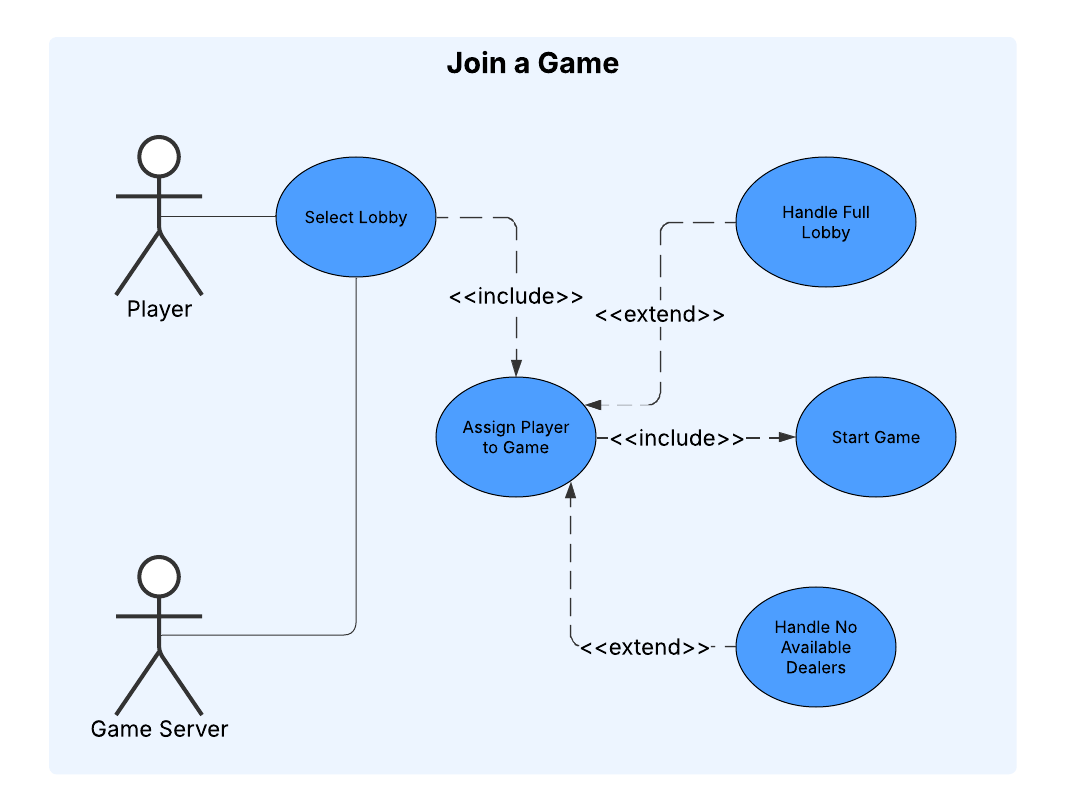 Join a Game
Select Lobby
Handle Full
Lobby
Player
<<include>>
<<extend>>
Assign Player
to Game
<<include>>
Start Game
Handle No
Available
Dealers
<<extend>>
Game Server